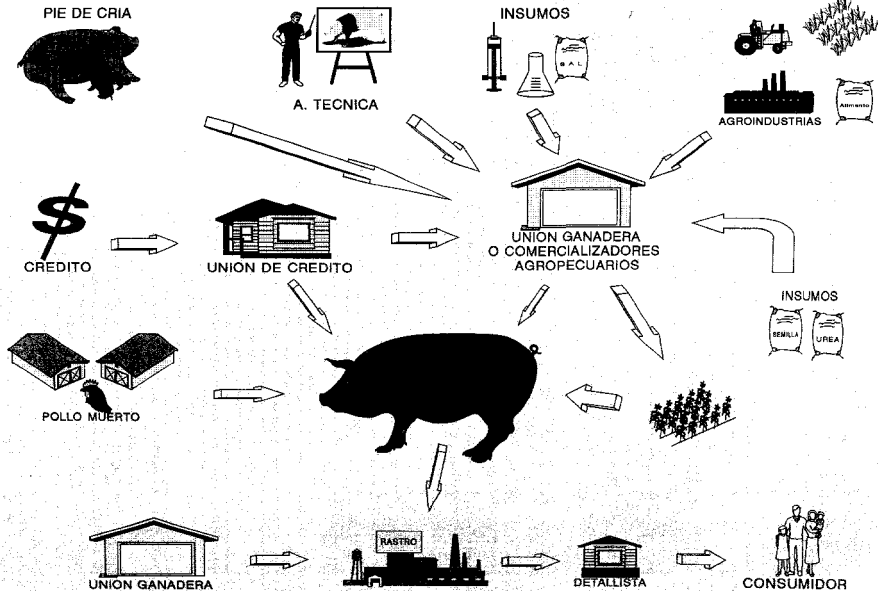 PIE DE CRIA
A. TECNICA
INSUMOS
S A L
Alimento
AGROINDUSTRIAS
$
CREDITO
UNION DE CREDITO
UNION GANADERA
O COMERCIALIZADORES
AGROPECUARIOS
INSUMOS
SEMILLA
UREA
POLLO MUERTO
UNION GANADERA
RASTRO
DETALLISTA
CONSUMIDOR